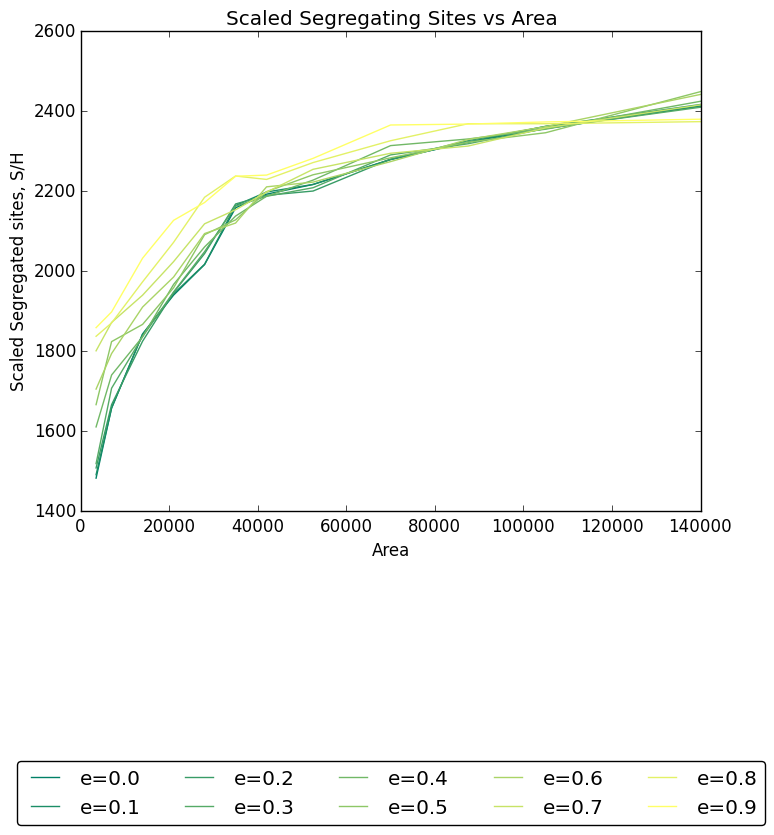 Scaled Segregating Sites vs Area
2600
2400
2200
2000
1800
1600
1400
Scaled Segregated sites, S/H
0 20000 40000 60000 80000 100000 120000 140000
Area
e=0.0 e=0.2 e=0.4 e=0.6 e=0.8
e=0.1 e=0.3 e=0.5 e=0.7 e=0.9